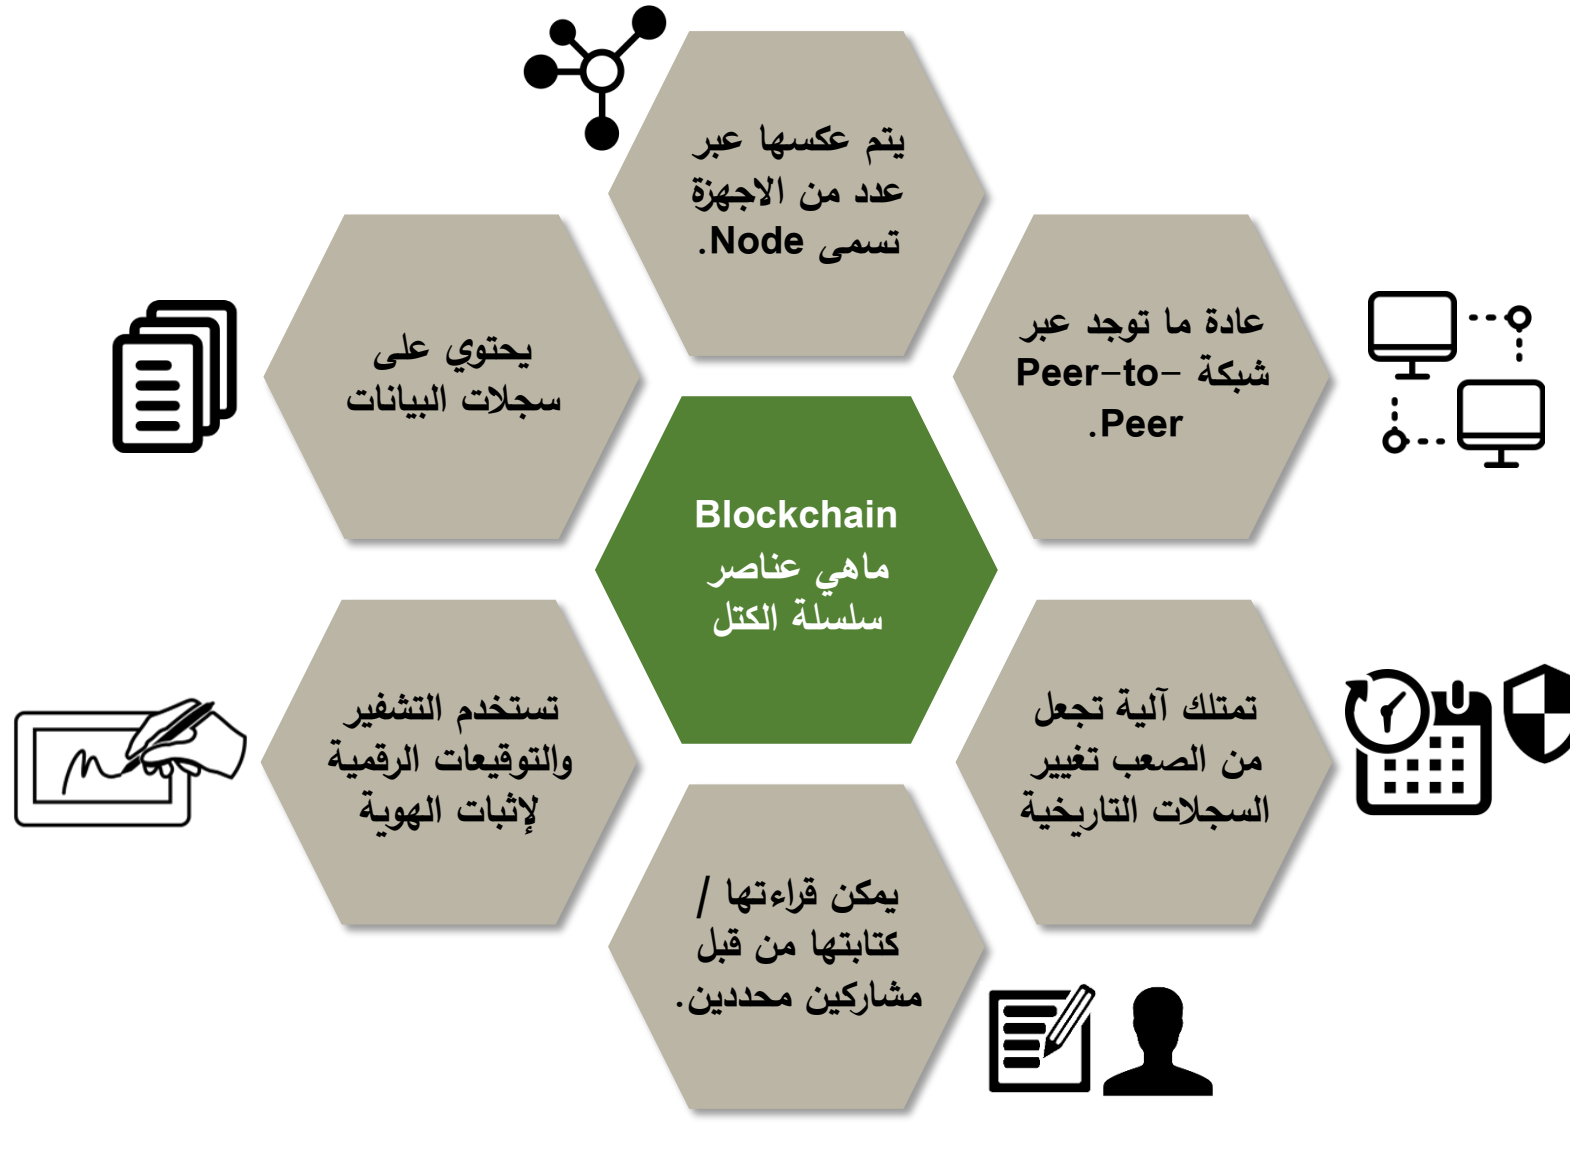 يتم عكسها عبر
عدد من الاجهزة
تسمى Node.
عادة ما توجد عبر
شبكة Peer-to-
Peer.
يحتوي على
سجلات البيانات
Blockchain
ماهي عناصر
سلسلة الكتل
تمتلك آلية تجعل
من الصعب تغيير
السجلات التاريخية
تستخدم التشفير
والتوقيعات الرقمية
لإثبات الهوية
يمكن قراءتها /
كتابتها من قبل
مشاركين محددين.